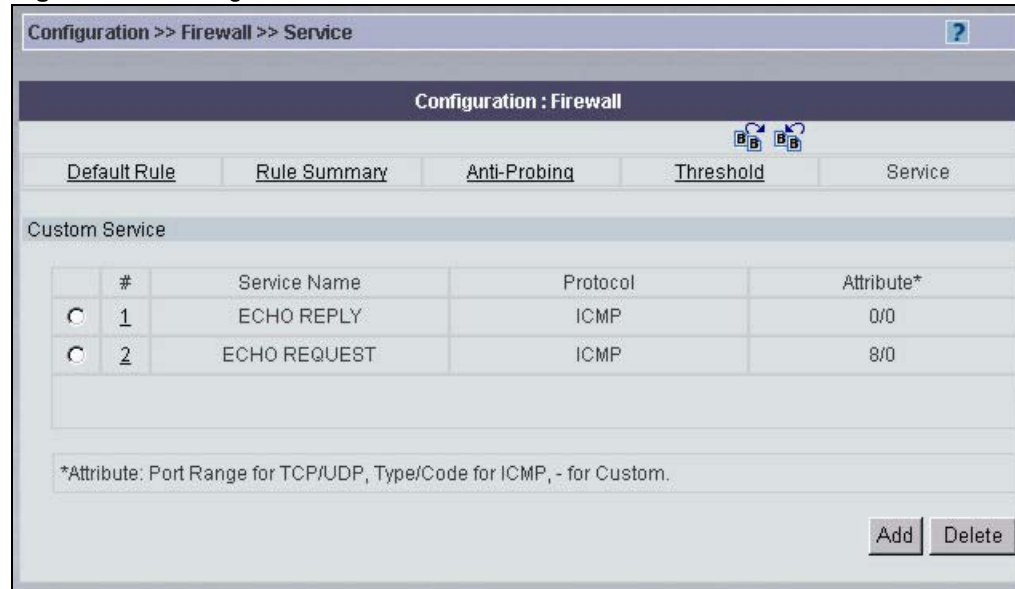 Configuration >> Firewall >> Service ?
Configuration : Firewall
Default Rule Rule Summary Anti-Probing Threshold Service
Custom Service
# Service Name Protocol Attribute*
1 ECHO REPLY ICMP 0/0
2 ECHO REQUEST ICMP 8/0
*Attribute: Port Range for TCP/UDP, Type/Code for ICMP, - for Custom.
Add Delete